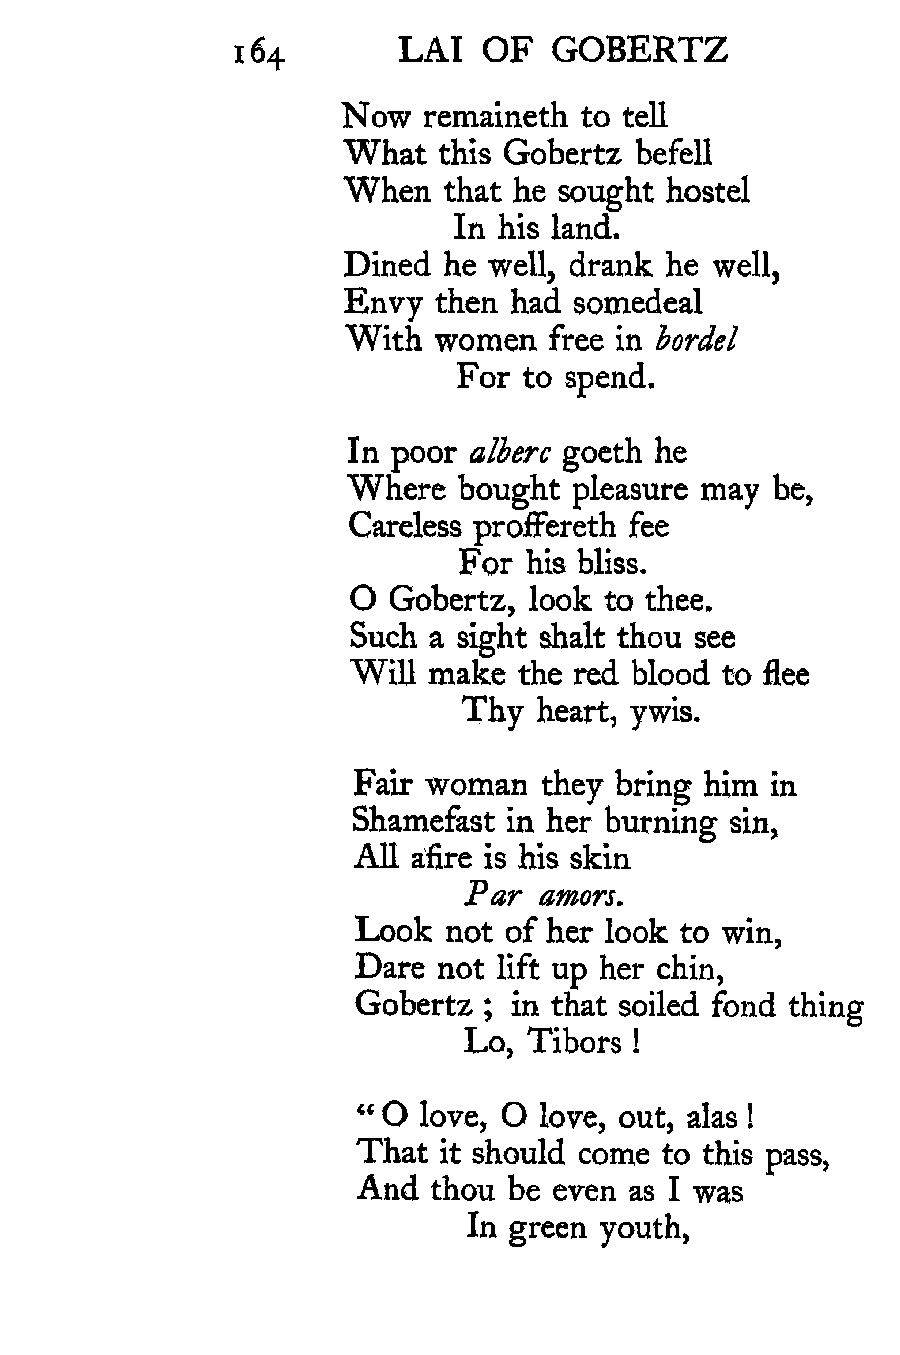 164 LAI OF GOBERTZ
Now remaineth to tell
What this Gobertz befell
When that he sought hostel
In his land.
Dined he well, drank he well,
Envy then had somedeal
With women free in bordel
For to spend.
In poor alberc goeth he
Where bought pleasure may be,
Careless proffereth fee
For his bliss.
O Gobertz, look to thee.
Such a sight shalt thou see
Will make the red blood to flee
Thy heart, ywis.
Fair woman they bring him in
Shamefast in her burning sin,
All afire is his skin
Par amors.
Look not of her look to win,
Dare not lift up her chin,
Gobertz ; in that soiled fond thing
Lo, Tibors !
“ O love, O love, out, alas !
That it should come to this pass,
And thou be even as I was
In green youth,